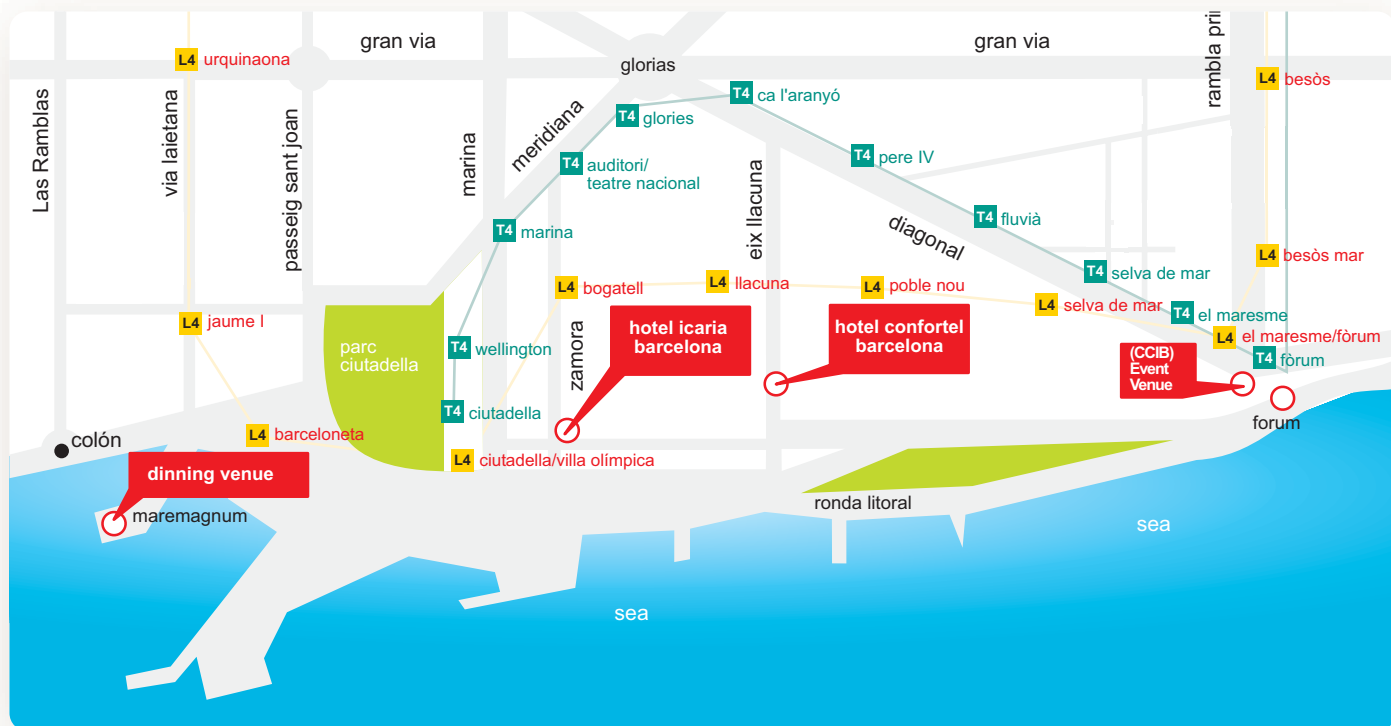 gran via
gran via
L4 urquinaona
glorias
L4 besòs
T4 ca l'aranyó
T4 glories
Las Ramblas
via laietana
passeig sant joan
marina
meridiana
rambla pri
T4 auditori/
teatre nacional
T4 pere IV
eix llacuna
diagonal
T4 fluvià
T4 marina
L4 besòs mar
T4 selva de mar
L4 bogatell
L4 llacuna
L4 poble nou
L4 selva de mar
T4 el maresme
L4 jaume I
hotel icaria
barcelona
hotel confortel
barcelona
L4 el maresme/fòrum
parc
ciutadella
T4 wellington
zamora
(CCIB)
Event
Venue
T4 fòrum
T4 ciutadella
forum
L4 barceloneta
colón
L4 ciutadella/villa olímpica
dinning venue
ronda litoral
maremagnum
sea
sea